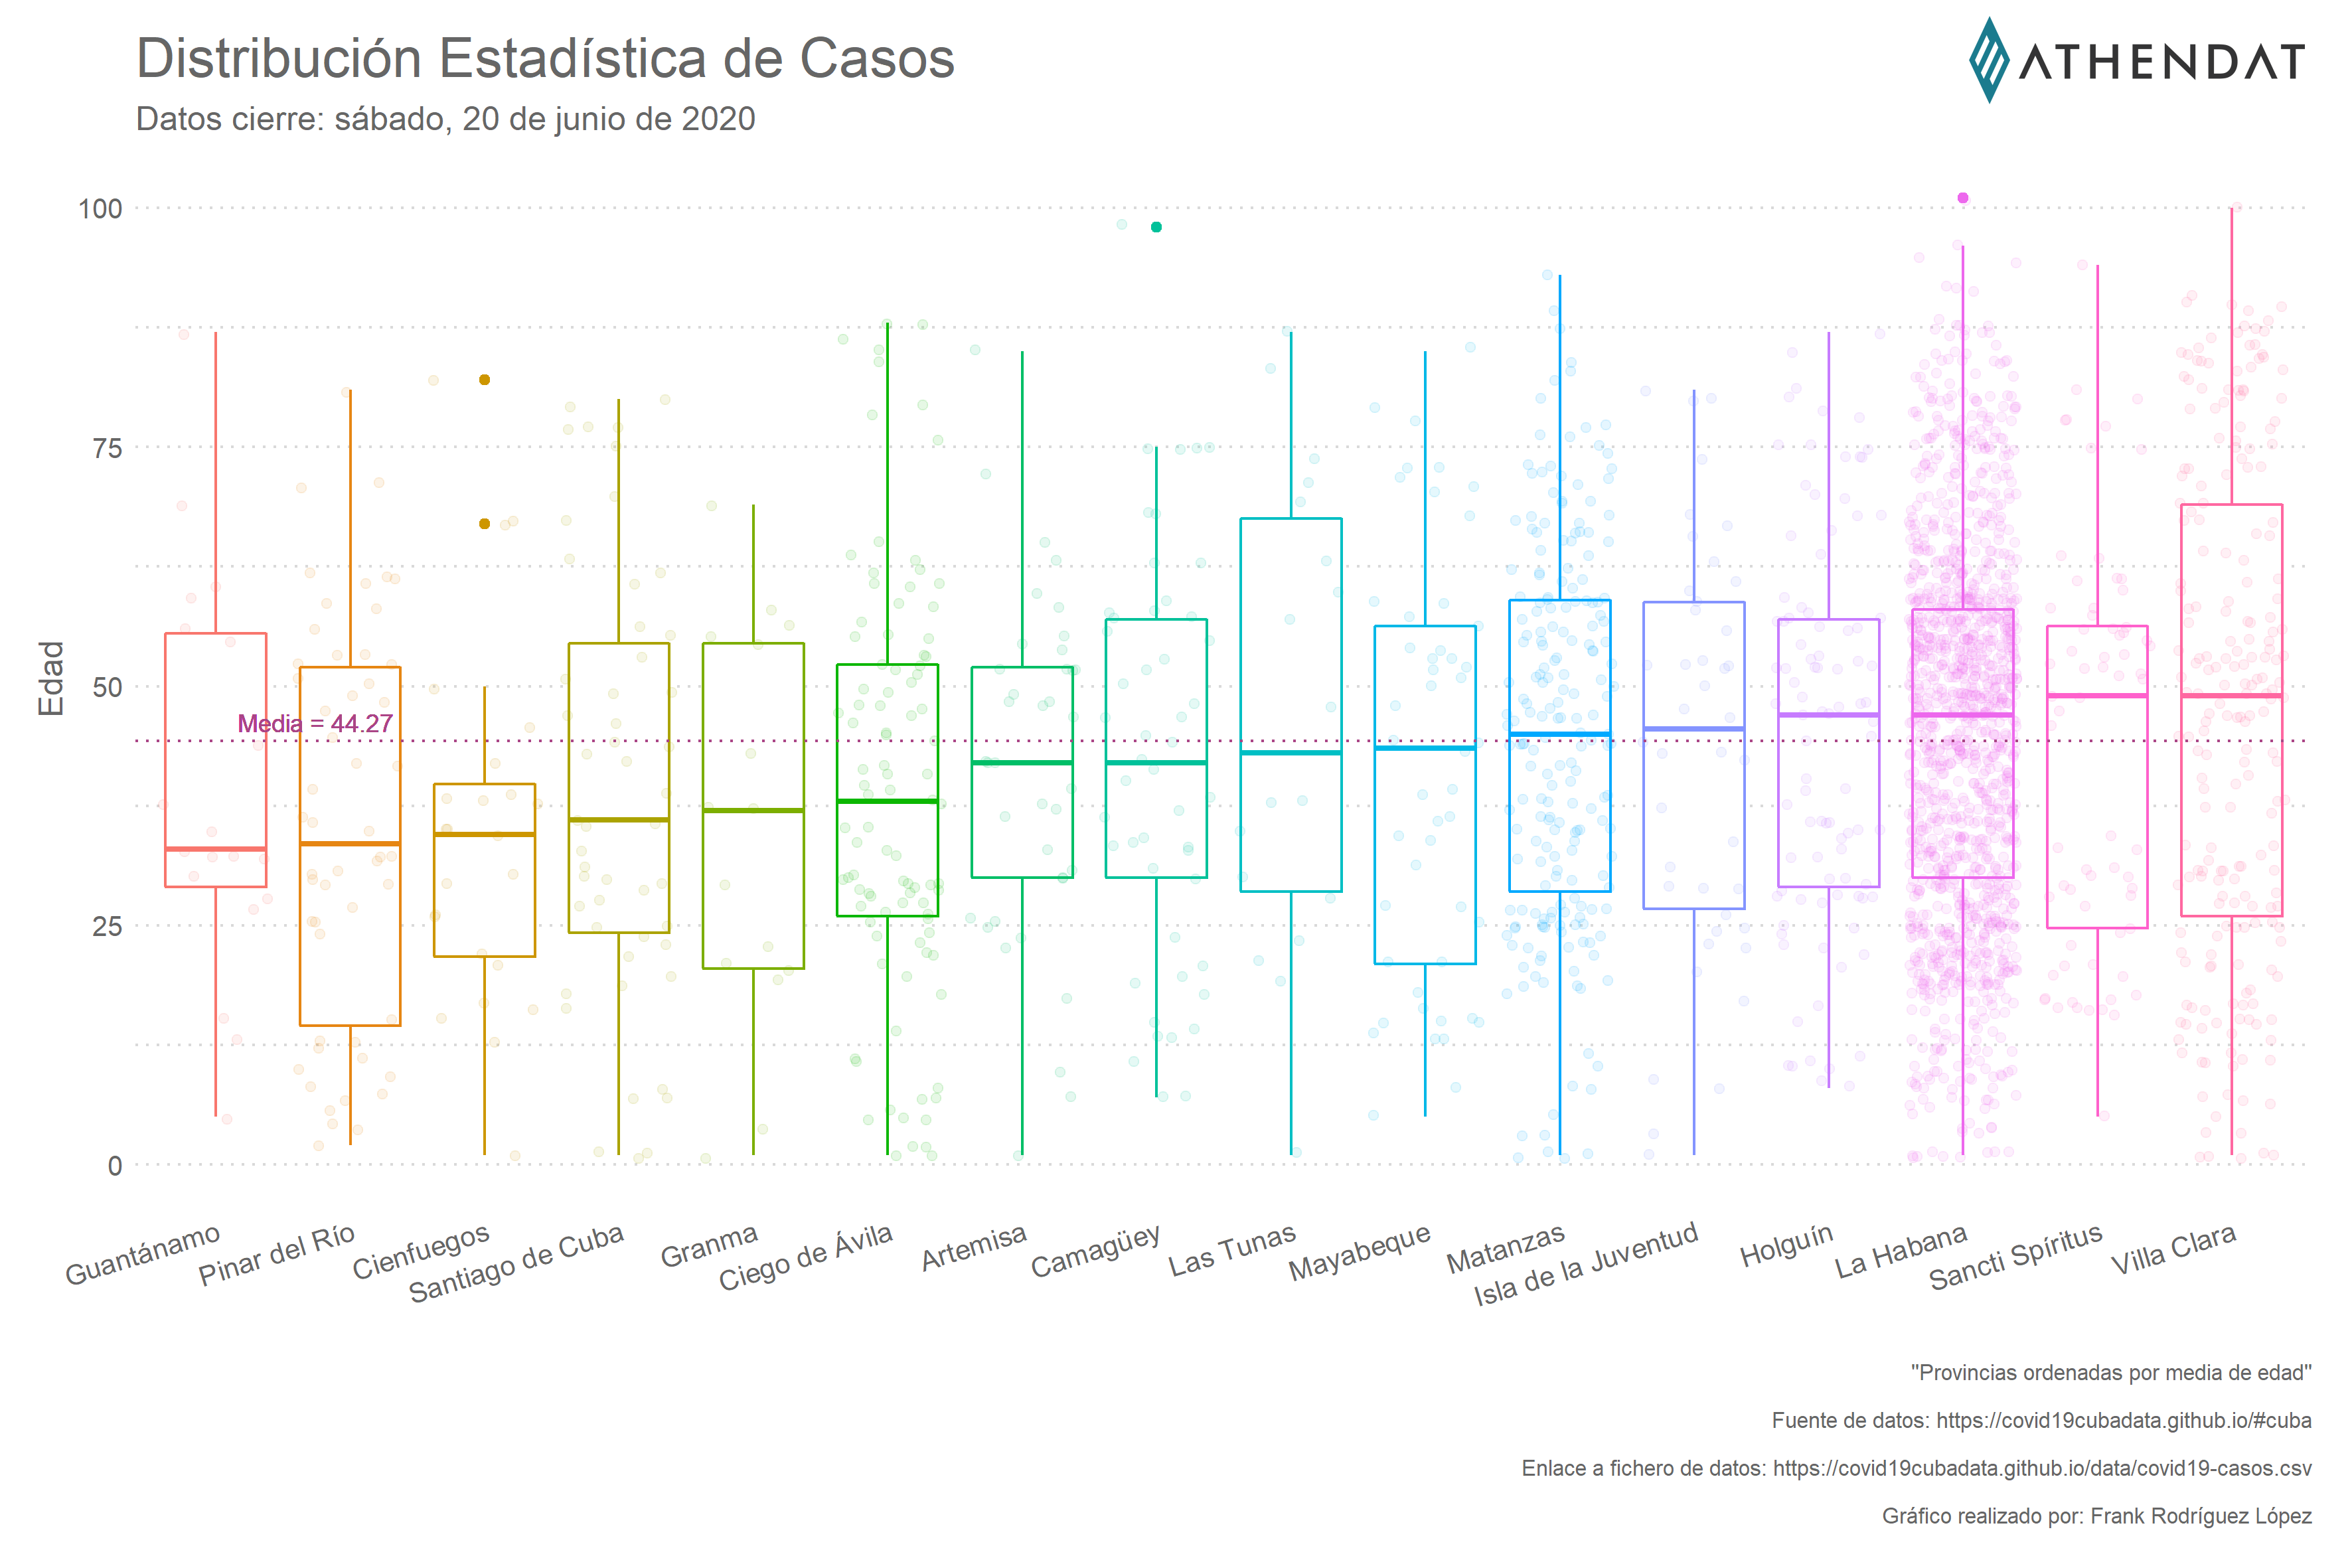 Distribución Estadística de Casos
ATHENDAT
Datos cierre: sábado, 20 de junio de 2020
100
75
50
25
0
Edad
Media = 44.27
Guantánamo
Pinar del Río
Cienfuegos
Santiago de Cuba
Granma
Ciego de Ávila
Artemisa
Camagüey
Las Tunas
Mayabeque
Matanzas
Isla de la Juventud
Holguín
La Habana
Sancti Spíritus
Villa Clara
"Provincias ordenadas por media de edad"
Fuente de datos: https://covid19cubadata.github.io/#cuba
Enlace a fichero de datos: https://covid19cubadata.github.io/data/covid19-casos.csv
Gráfico realizado por: Frank Rodríguez López